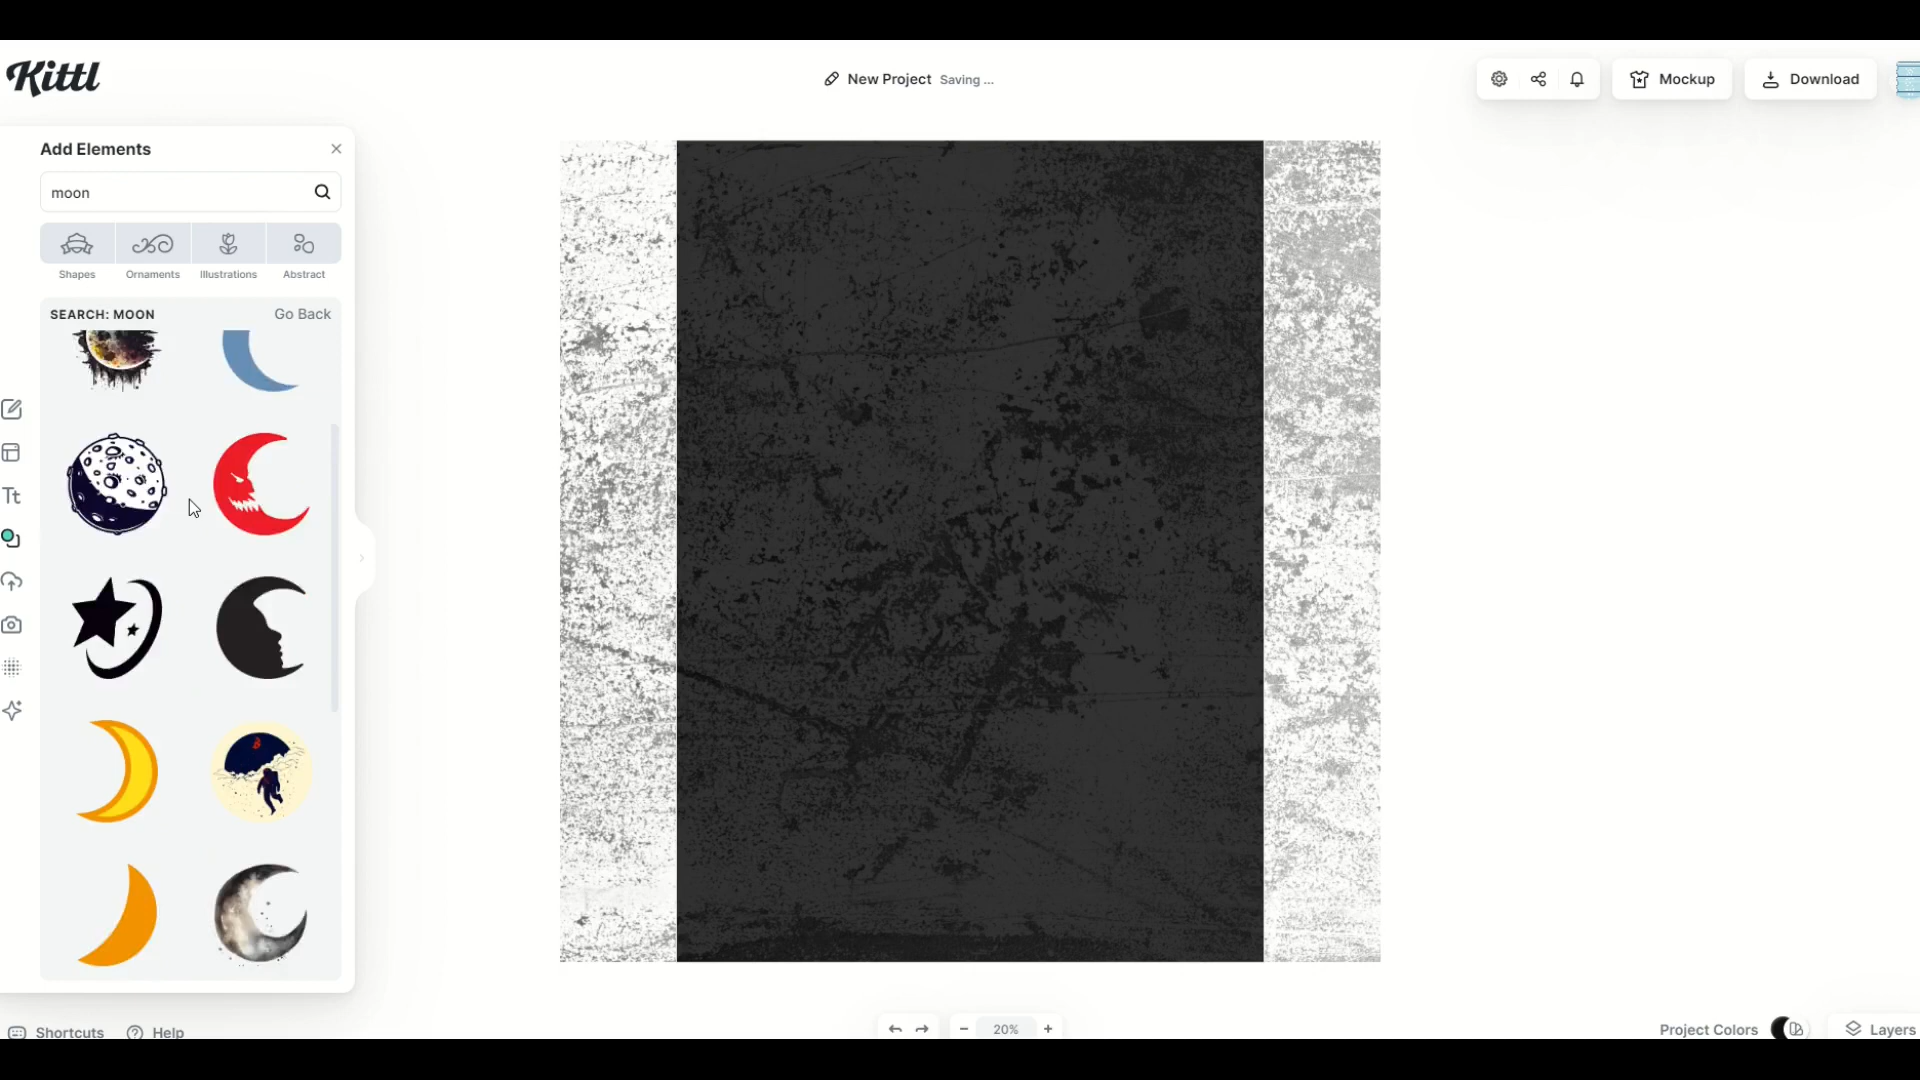 Kittl
New Project Saving ...
Mockup
Download
Add Elements
moon
Shapes
Ornaments
Illustrations
Abstract
SEARCH: MOON
Go Back
Tt
Shortcuts
Help
20%
Project Colors
Layers